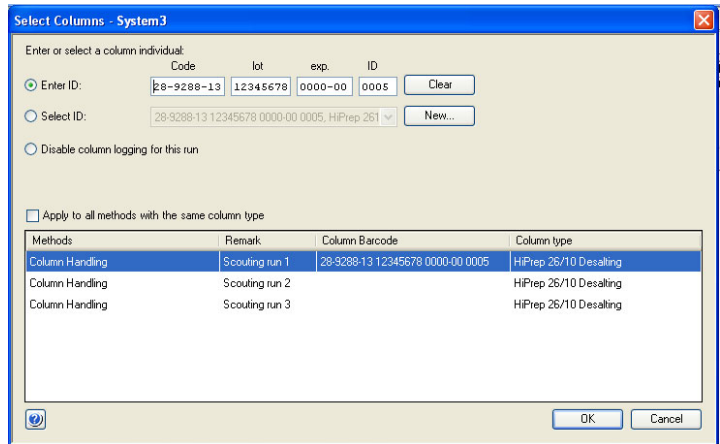 Select Columns - System3
Enter or select a column individual:
Code lot exp. ID
Enter ID: 28-9288-13 12345678 0000-00 0005 Clear
Select ID: 28-9288-13 12345678 0000-00 0005, HiPrep 261 New...
Disable column logging for this run
Apply to all methods with the same column type
Methods Remark Column Barcode Column type
Column Handling Scouting run 1 28-9288-13 12345678 0000-00 0005 HiPrep 26/10 Desalting
Column Handling Scouting run 2 HiPrep 26/10 Desalting
Column Handling Scouting run 3 HiPrep 26/10 Desalting
OK Cancel